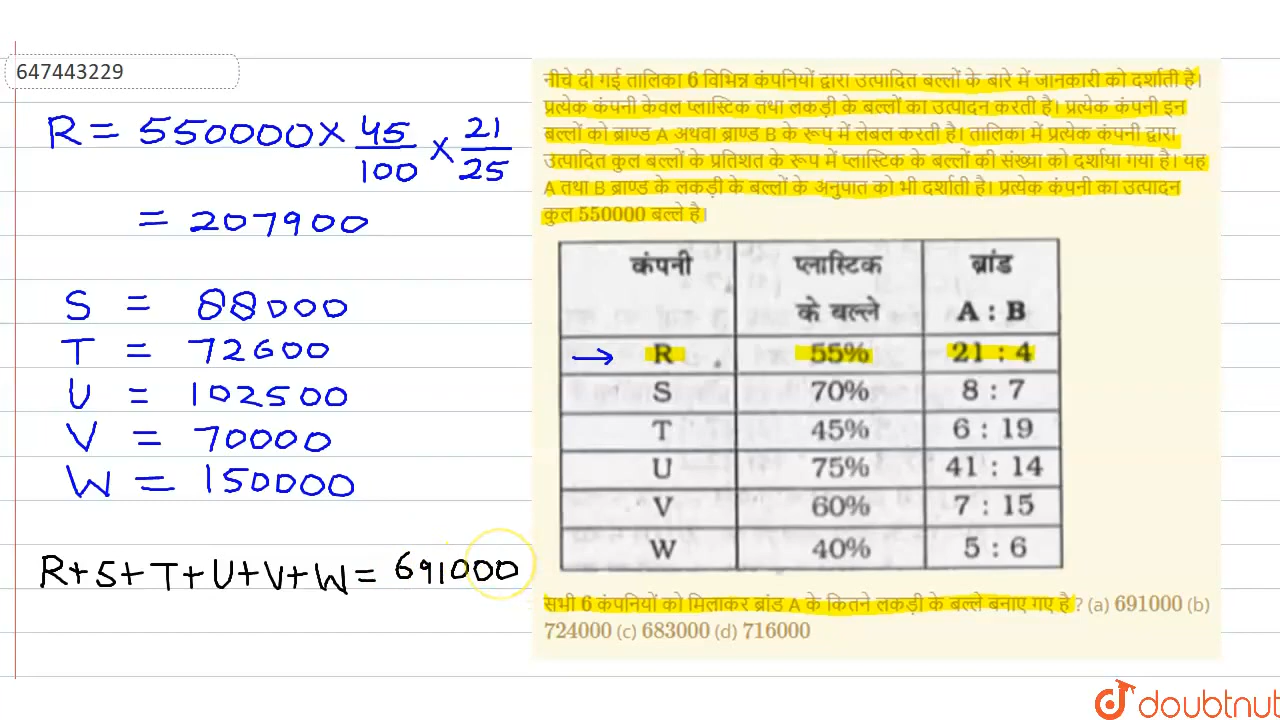 647443229
R = 550000 × 45/100 × 21/25
= 207900
S = 88000
T = 72600
U = 102500
V = 70000
W = 150000
R+S+T+U+V+W = 691000
नीचे दी गई तालिका 6 विभिन्न कंपनियों द्वारा उत्पादित बल्लों के बारे में जानकारी को दर्शाती है।
प्रत्येक कंपनी केवल प्लास्टिक तथा लकड़ी के बल्लों का उत्पादन करती है। प्रत्येक कंपनी इन
बल्लों को ब्राण्ड A अथवा ब्राण्ड B के रूप में लेबल करती है। तालिका में प्रत्येक कंपनी द्वारा
उत्पादित कुल बल्लों के प्रतिशत के रूप में प्लास्टिक के बल्लों की संख्या को दर्शाया गया है। यह
A तथा B ब्राण्ड के लकड़ी के बल्लों के अनुपात को भी दर्शाती है। प्रत्येक कंपनी का उत्पादन
कुल 550000 बल्ले है।
कंपनी प्लास्टिक ब्रांड
के बल्ले A : B
→ R 55% 21 : 4
S 70% 8 : 7
T 45% 6 : 19
U 75% 41 : 14
V 60% 7 : 15
W 40% 5 : 6
सभी 6 कंपनियों को मिलाकर ब्रांड A के कितने लकड़ी के बल्ले बनाए गए है ? (a) 691000 (b)
724000 (c) 683000 (d) 716000
doubtnut